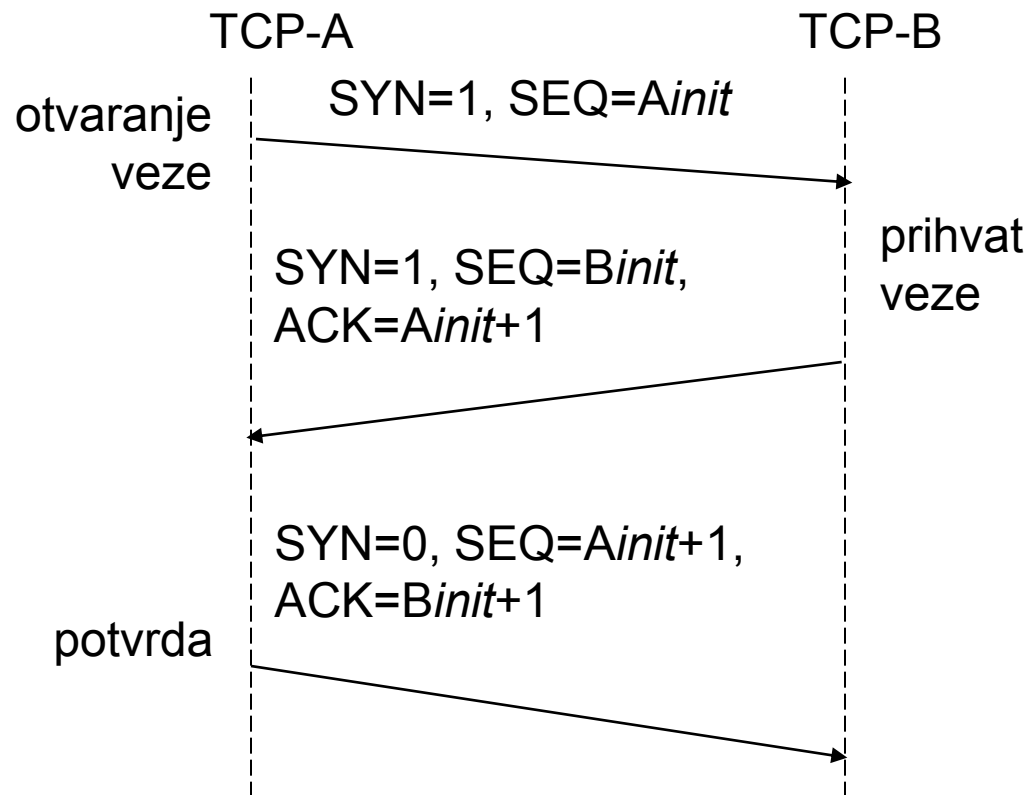 TCP-A
TCP-B
SYN=1, SEQ=Ainit
otvaranje
veze
prihvat
veze
SYN=1, SEQ=Binit,
ACK=Ainit+1
SYN=0, SEQ=Ainit+1,
ACK=Binit+1
potvrda